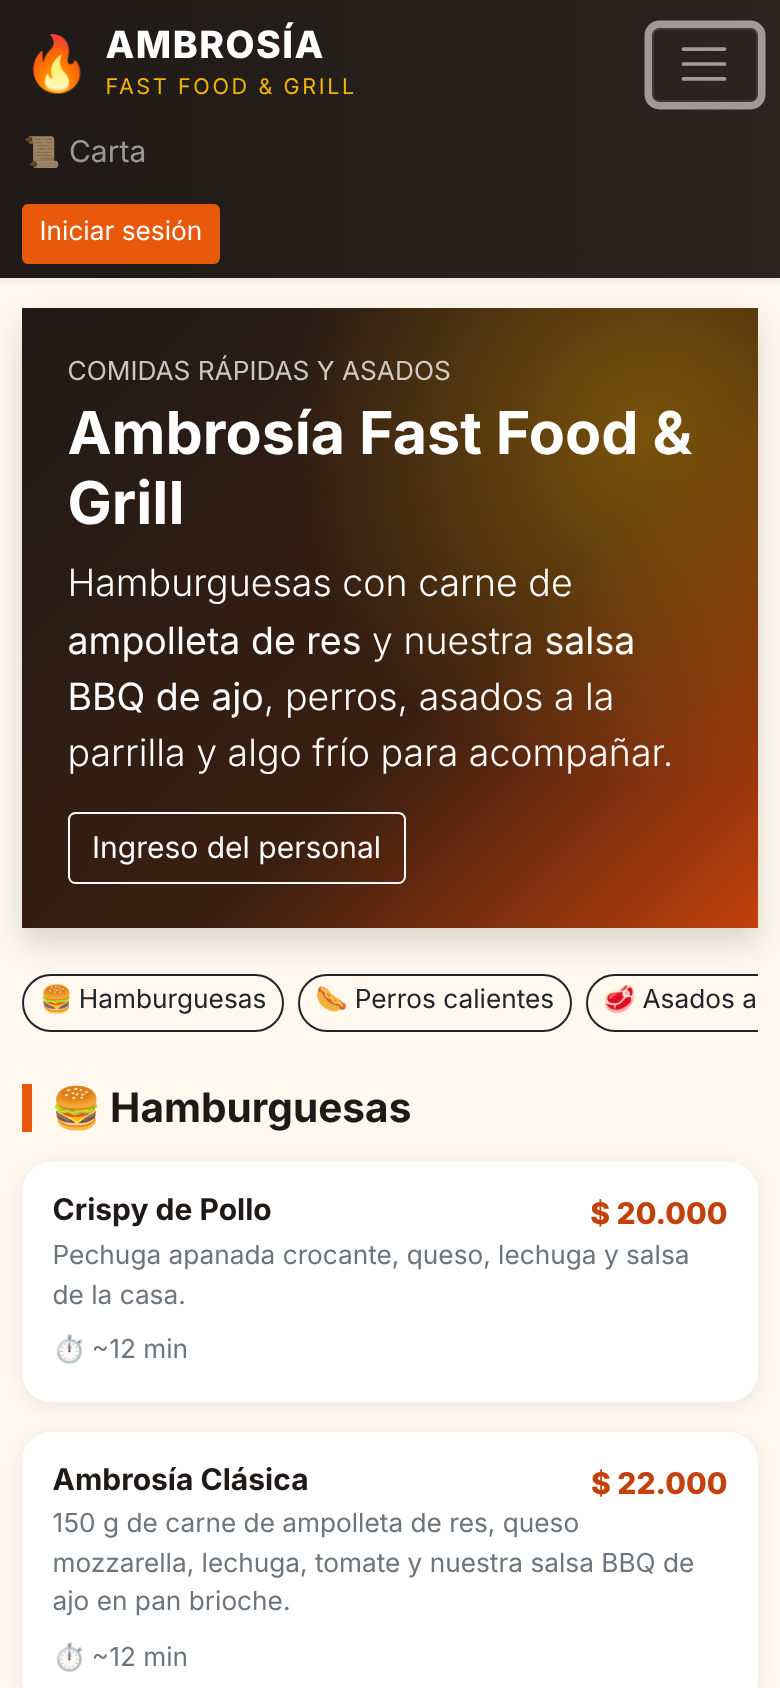 AMBROSÍA
FAST FOOD & GRILL
Carta
Iniciar sesión
COMIDAS RÁPIDAS Y ASADOS
Ambrosía Fast Food &
Grill
Hamburguesas con carne de
ampolleta de res y nuestra salsa
BBQ de ajo, perros, asados a la
parrilla y algo frío para acompañar.
Ingreso del personal
Hamburguesas
Perros calientes
Asados a
Hamburguesas
Crispy de Pollo
$ 20.000
Pechuga apanada crocante, queso, lechuga y salsa
de la casa.
~12 min
Ambrosía Clásica
$ 22.000
150 g de carne de ampolleta de res, queso
mozzarella, lechuga, tomate y nuestra salsa BBQ de
ajo en pan brioche.
~12 min